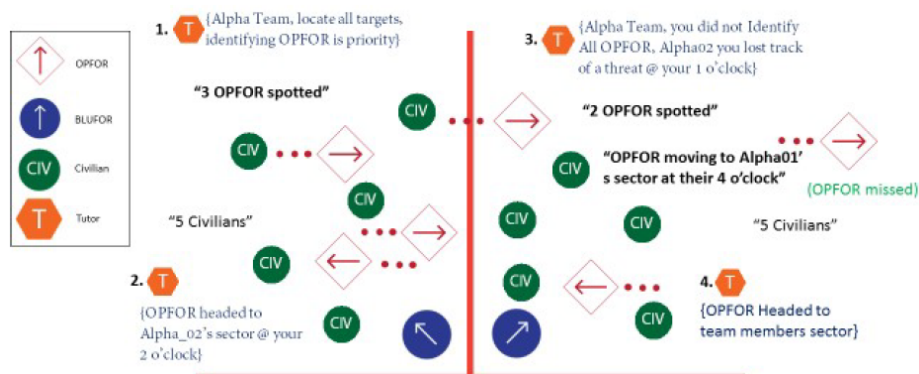 OPFOR
BLUFOR
CIV
Civilian
T
Tutor
1.
T
{Alpha Team, locate all targets,
identifying OPFOR is priority}
"3 OPFOR spotted"
CIV
CIV
CIV
"5 Civilians"
CIV
2.
T
{OPFOR headed to
Alpha_02's sector @ your
2 o'clock}
CIV
3.
T
{Alpha Team, you did not Identify
All OPFOR, Alpha02 you lost track
of a threat @ your 1 o'clock}
"2 OPFOR spotted"
"OPFOR moving to Alpha01'
s sector at their 4 o'clock"
CIV
(OPFOR missed)
CIV
CIV
"5 Civilians"
CIV
4.
T
{OPFOR Headed to
team members sector}
CIV